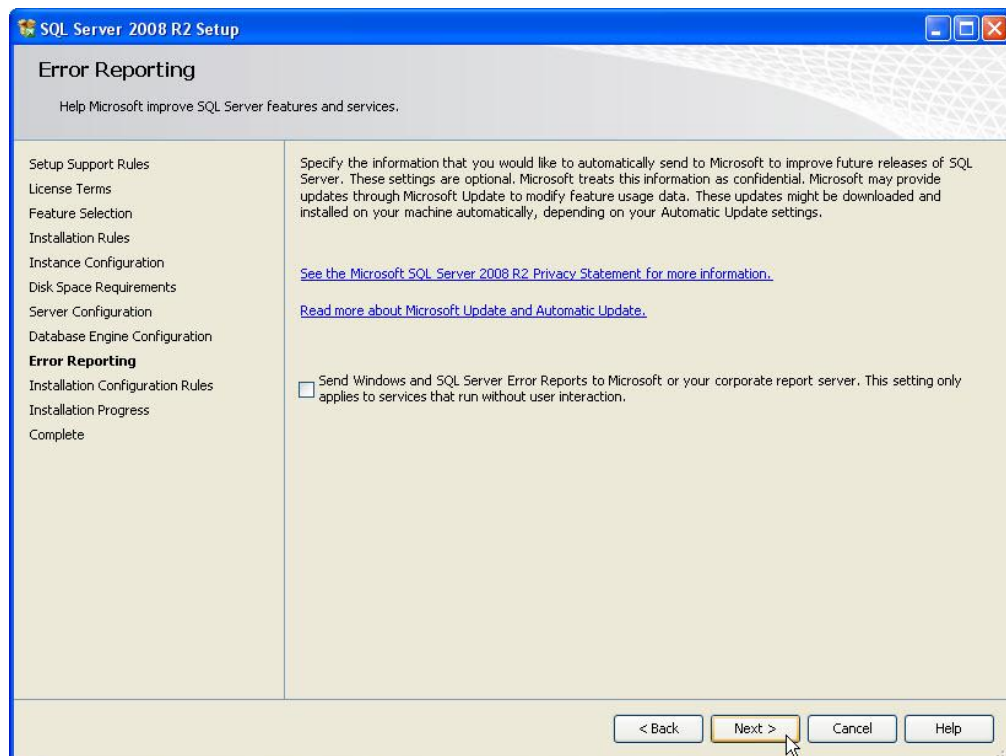 SQL Server 2008 R2 Setup
Error Reporting
Help Microsoft improve SQL Server features and services.
Setup Support Rules
License Terms
Feature Selection
Installation Rules
Instance Configuration
Disk Space Requirements
Server Configuration
Database Engine Configuration
Error Reporting
Installation Configuration Rules
Installation Progress
Complete
Specify the information that you would like to automatically send to Microsoft to improve future releases of SQL
Server. These settings are optional. Microsoft treats this information as confidential. Microsoft may provide
updates through Microsoft Update to modify feature usage data. These updates might be downloaded and
installed on your machine automatically, depending on your Automatic Update settings.
See the Microsoft SQL Server 2008 R2 Privacy Statement for more information.
Read more about Microsoft Update and Automatic Update.
Send Windows and SQL Server Error Reports to Microsoft or your corporate report server. This setting only
applies to services that run without user interaction.
< Back
Next >
Cancel
Help